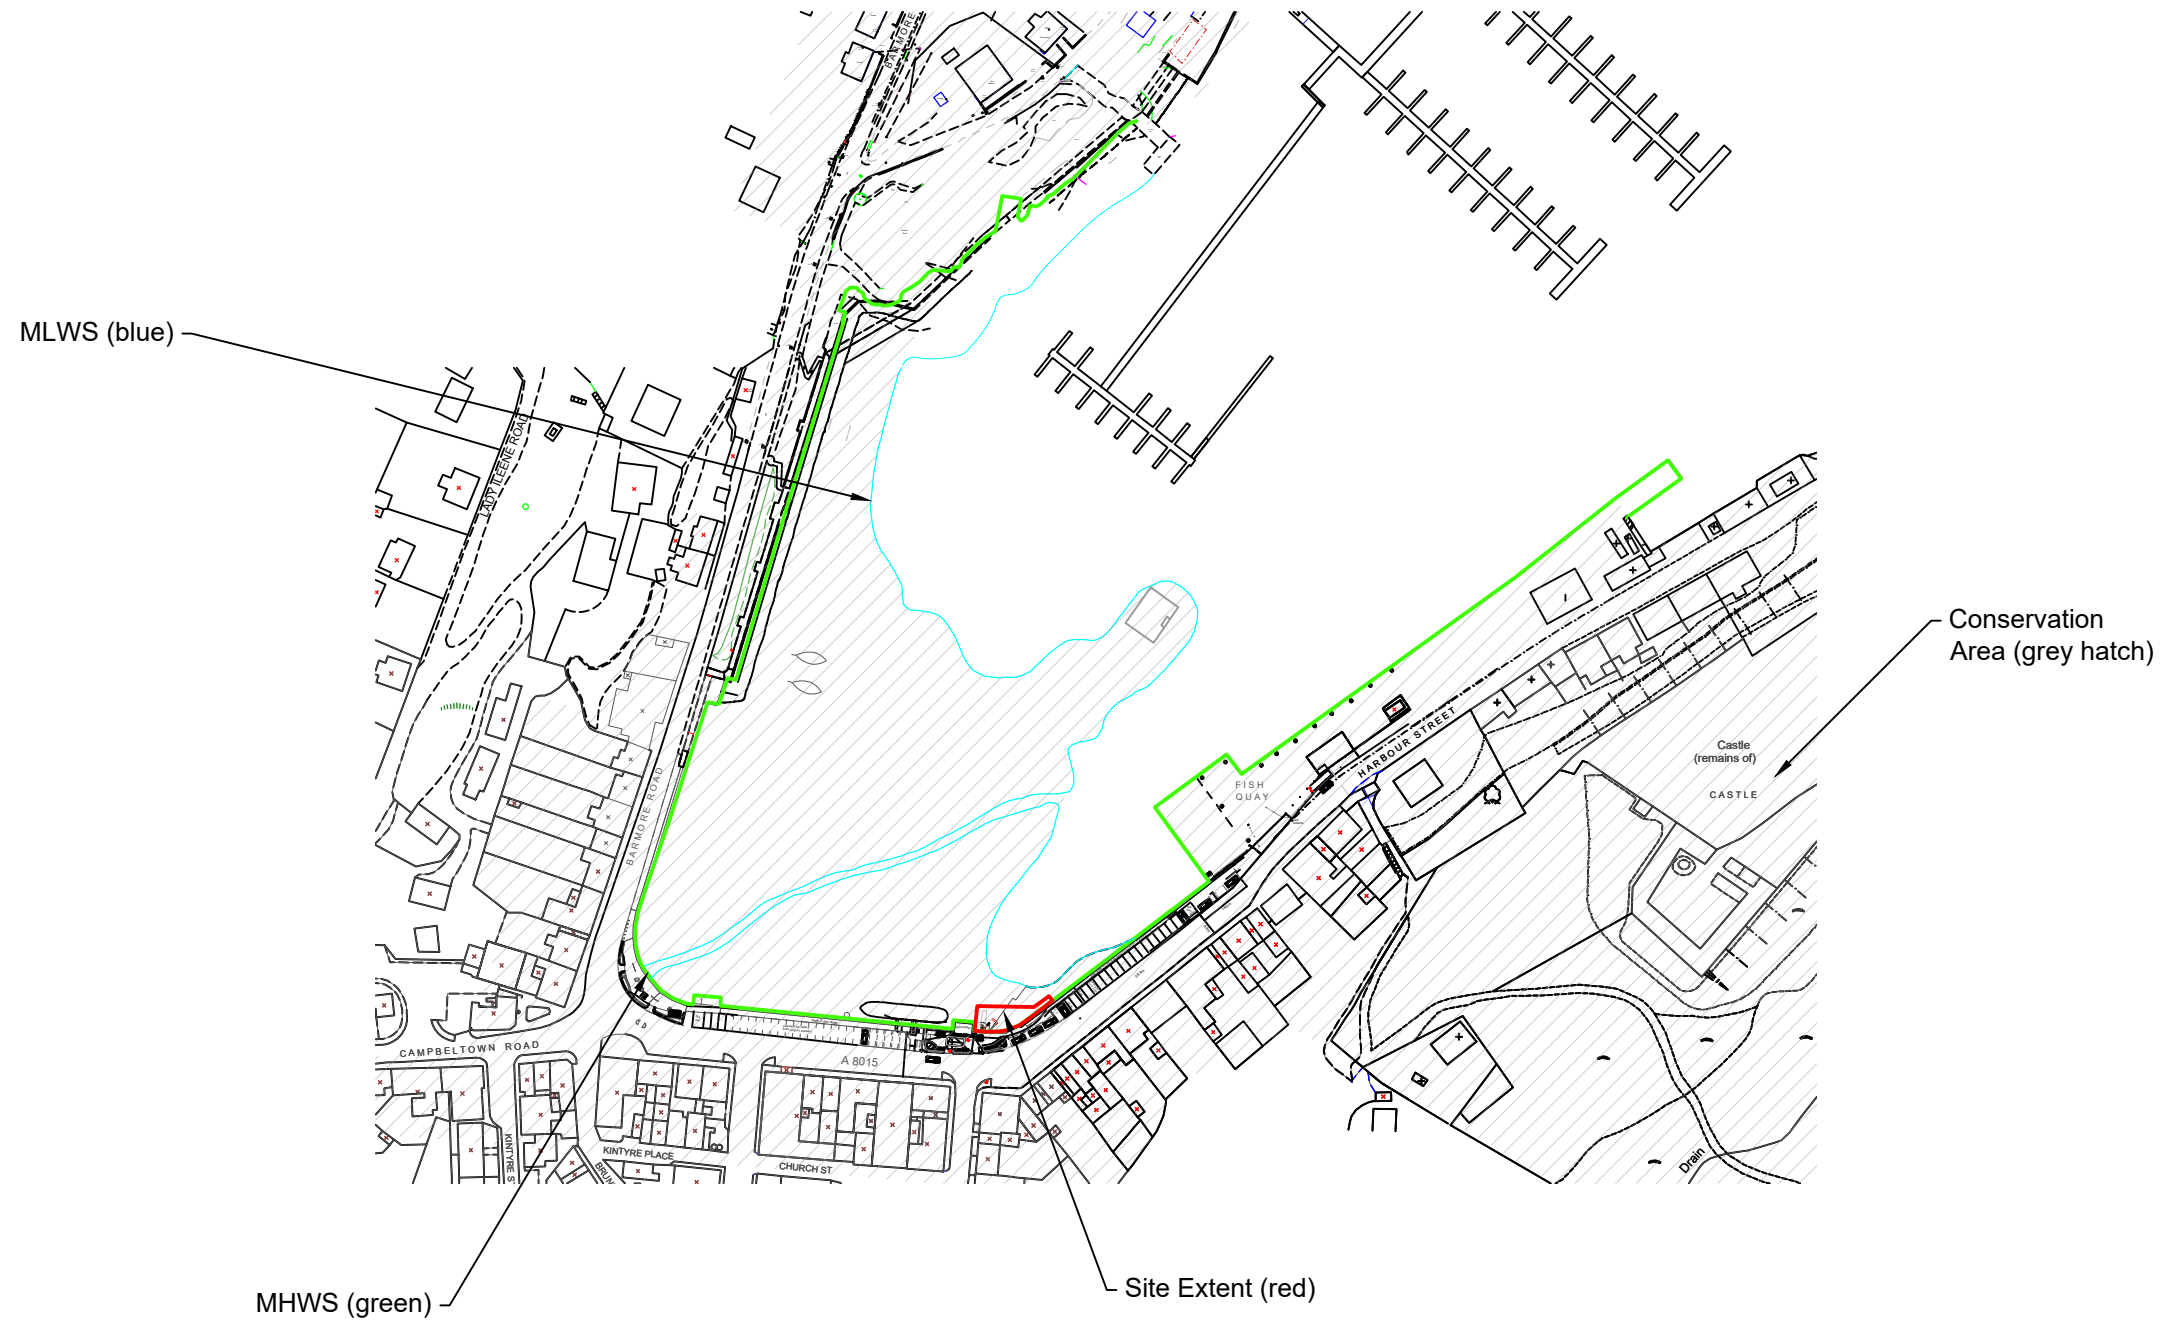 BARMORE
MLWS (blue)
LADY ILEENE ROAD
Conservation
Area (grey hatch)
HARBOUR STREET
Castle
(remains of)
CASTLE
FISH
QUAY
BARMORE ROAD
CAMPBELTOWN ROAD
A 8015
KINTYRE S
KINTYRE PLACE
BRUN
CHURCH ST
Drain
Site Extent (red)
MHWS (green)